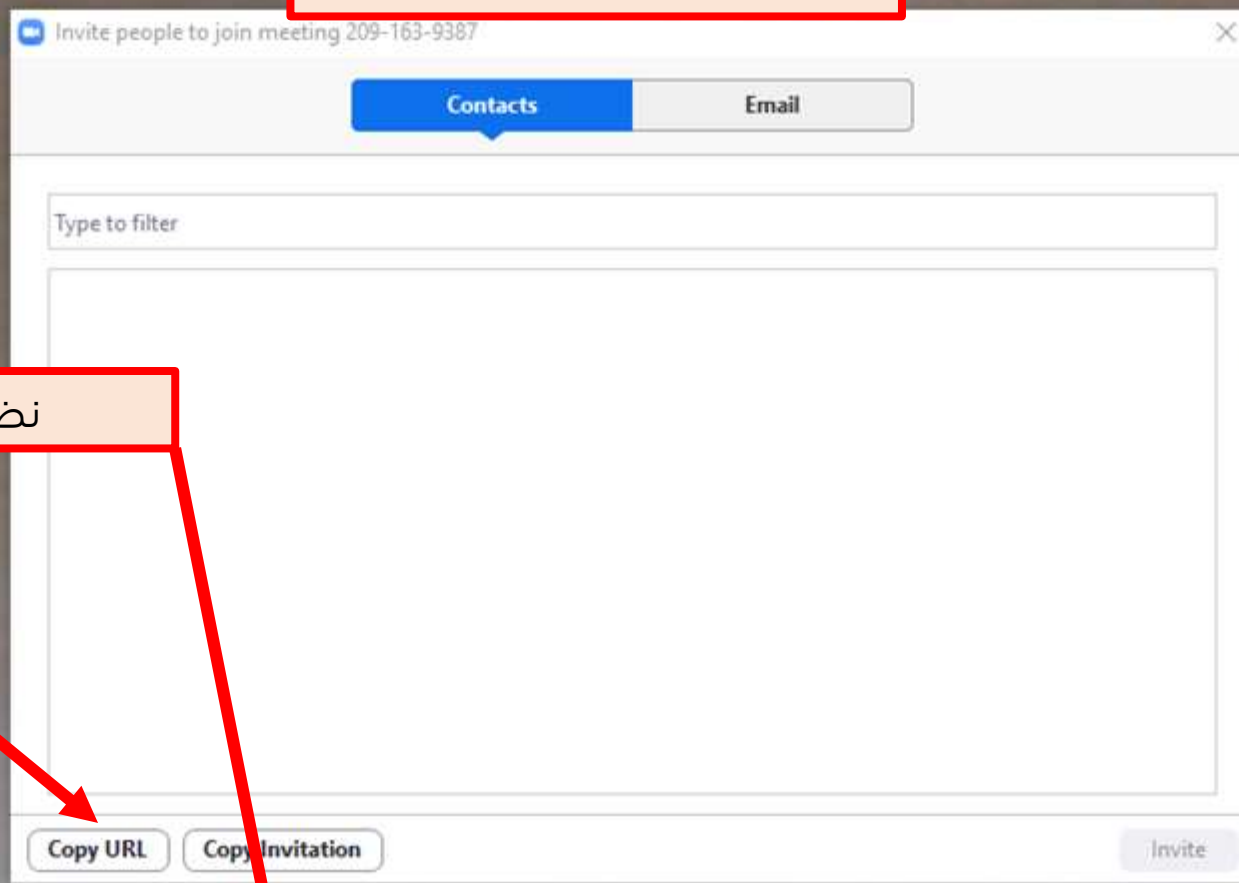 Invite people to join meeting 209-163-9387
Contacts
Email
Type to filter
Copy URL
Copy Invitation
Invite